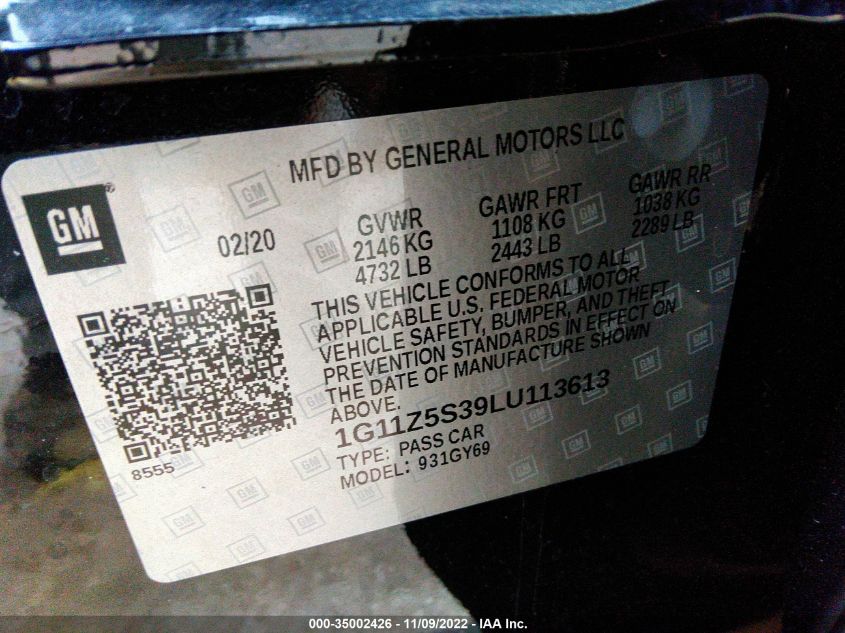 MFD BY GENERAL MOTORS LLC
GM
®
02/20
GVWR
2146 KG
4732 LB
GAWR FRT
1108 KG
2443 LB
GAWR RR
1038 KG
2289 LB
THIS VEHICLE CONFORMS TO ALL
APPLICABLE U.S. FEDERAL MOTOR
VEHICLE SAFETY, BUMPER, AND THEFT
PREVENTION STANDARDS IN EFFECT ON
THE DATE OF MANUFACTURE SHOWN
ABOVE.
1G11Z5S39LU113613
TYPE: PASS CAR
MODEL: 931GY69
8555
000-35002426 - 11/09/2022 - IAA Inc.